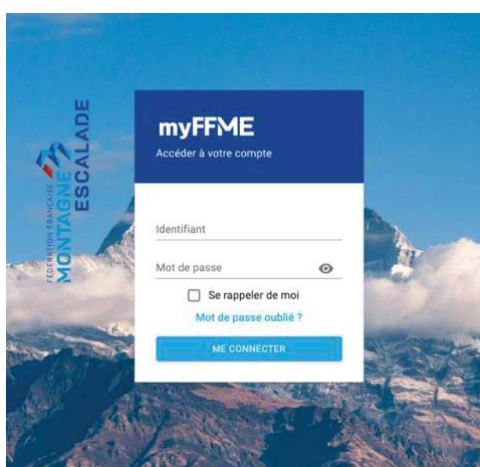 FÉDÉRATION FRANÇAISE
MONTAGNE
ESCALADE
myFFME
Accéder à votre compte
Identifiant
Mot de passe
Se rappeler de moi
Mot de passe oublié ?
ME CONNECTER